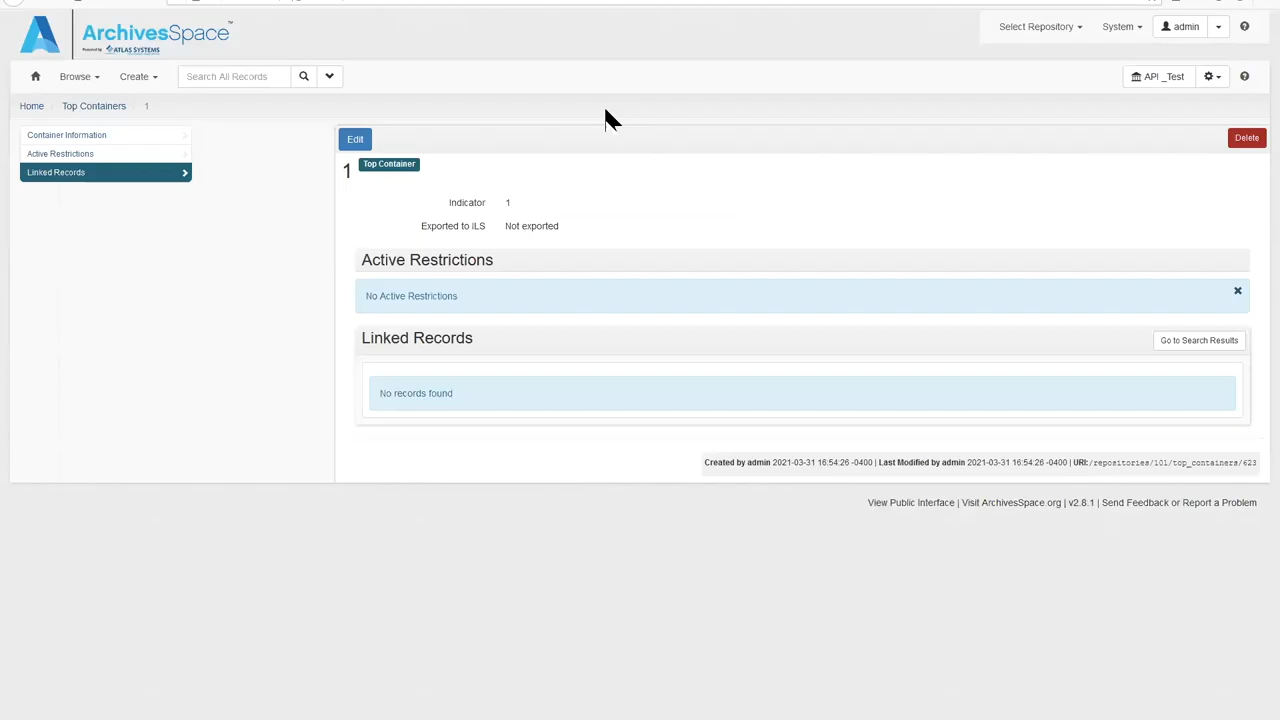 ArchivesSpace™
Powered by ATLAS SYSTEMS
Select Repository
System
admin
Browse
Create
Search All Records
API _Test
Home
Top Containers
1
Container Information
Active Restrictions
Linked Records
Edit
Delete
1 Top Container
Indicator 1
Exported to ILS Not exported
Active Restrictions
No Active Restrictions
Linked Records
Go to Search Results
No records found
Created by admin 2021-03-31 16:54:26 -0400 | Last Modified by admin 2021-03-31 16:54:26 -0400 | URI:/repositories/101/top_containers/623
View Public Interface | Visit ArchivesSpace.org | v2.8.1 | Send Feedback or Report a Problem